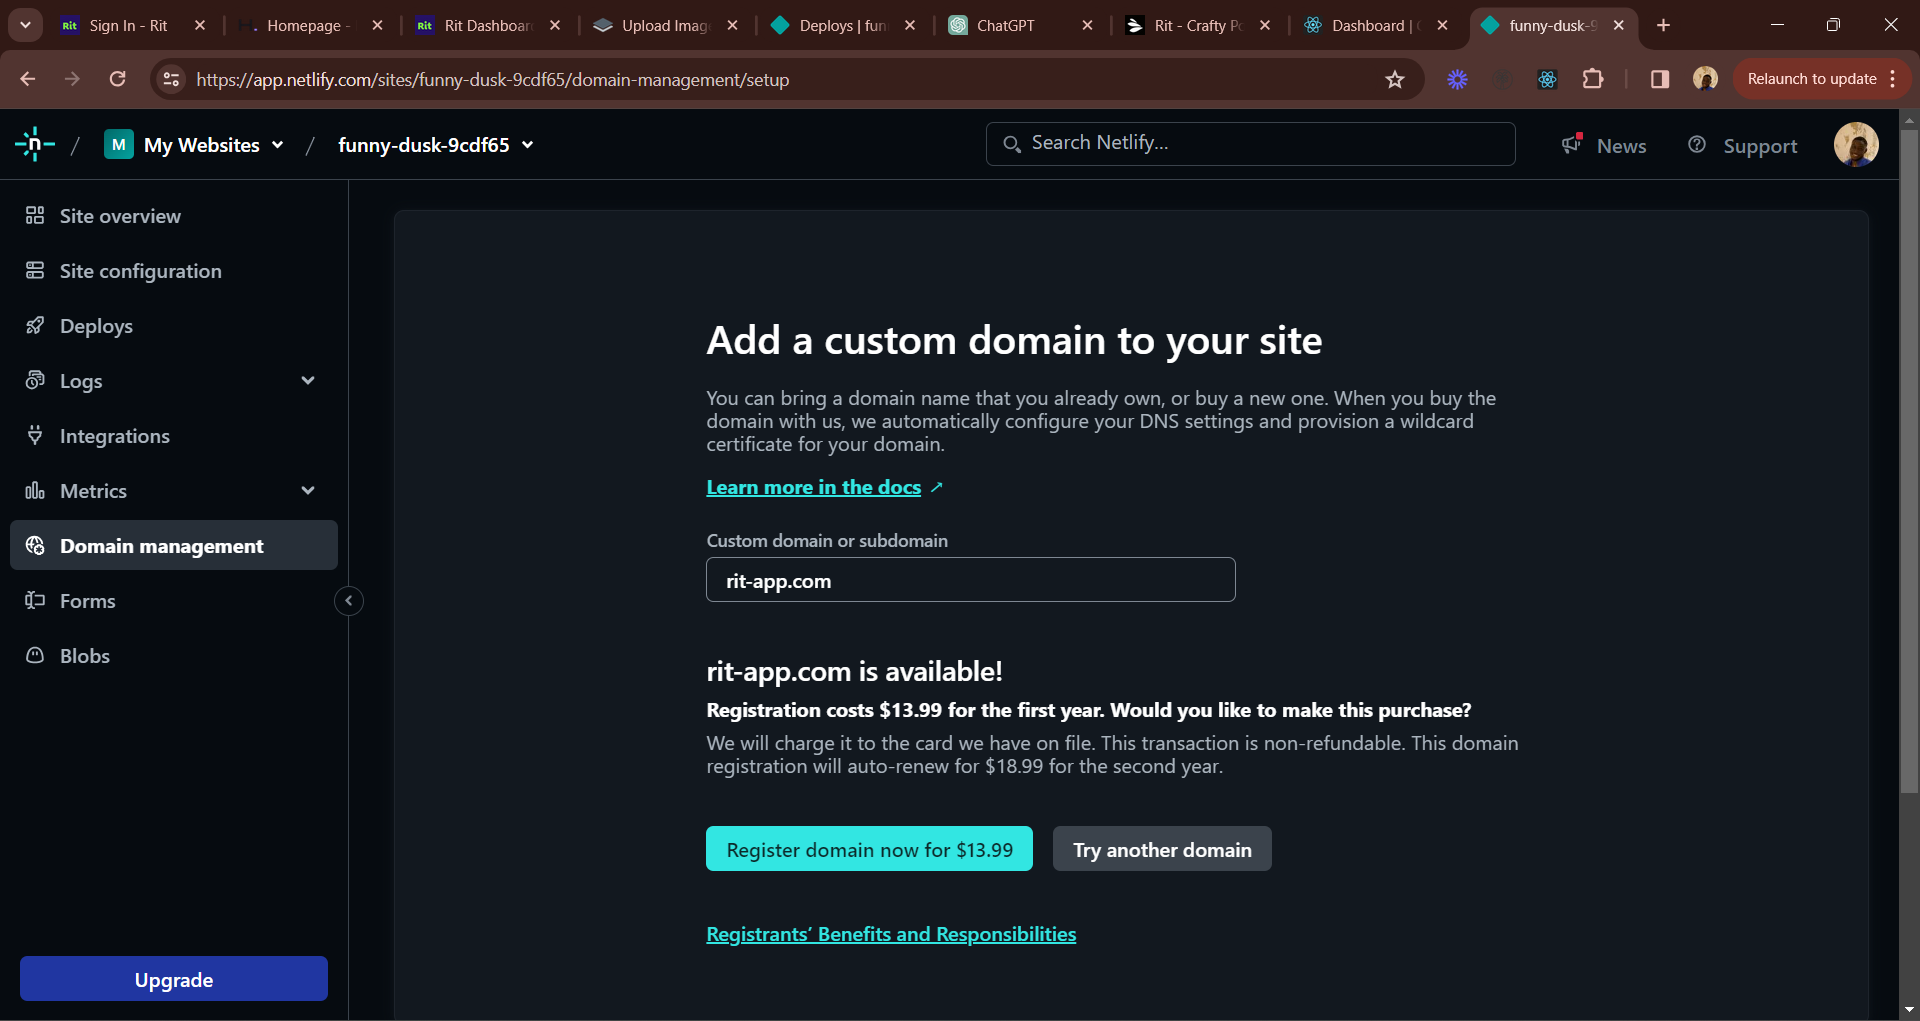 Rit Sign In - Rit
H. Homepage -
Rit Rit Dashboar
Upload Imag
Deploys | fun
ChatGPT
Rit - Crafty Po
Dashboard |
funny-dusk-9
https://app.netlify.com/sites/funny-dusk-9cdf65/domain-management/setup
Relaunch to update
n / M My Websites / funny-dusk-9cdf65
Search Netlify...
News
Support
Site overview
Site configuration
Deploys
Logs
Integrations
Metrics
Domain management
Forms
Blobs
Upgrade
Add a custom domain to your site
You can bring a domain name that you already own, or buy a new one. When you buy the
domain with us, we automatically configure your DNS settings and provision a wildcard
certificate for your domain.
Learn more in the docs ↗
Custom domain or subdomain
rit-app.com
rit-app.com is available!
Registration costs $13.99 for the first year. Would you like to make this purchase?
We will charge it to the card we have on file. This transaction is non-refundable. This domain
registration will auto-renew for $18.99 for the second year.
Register domain now for $13.99
Try another domain
Registrants’ Benefits and Responsibilities